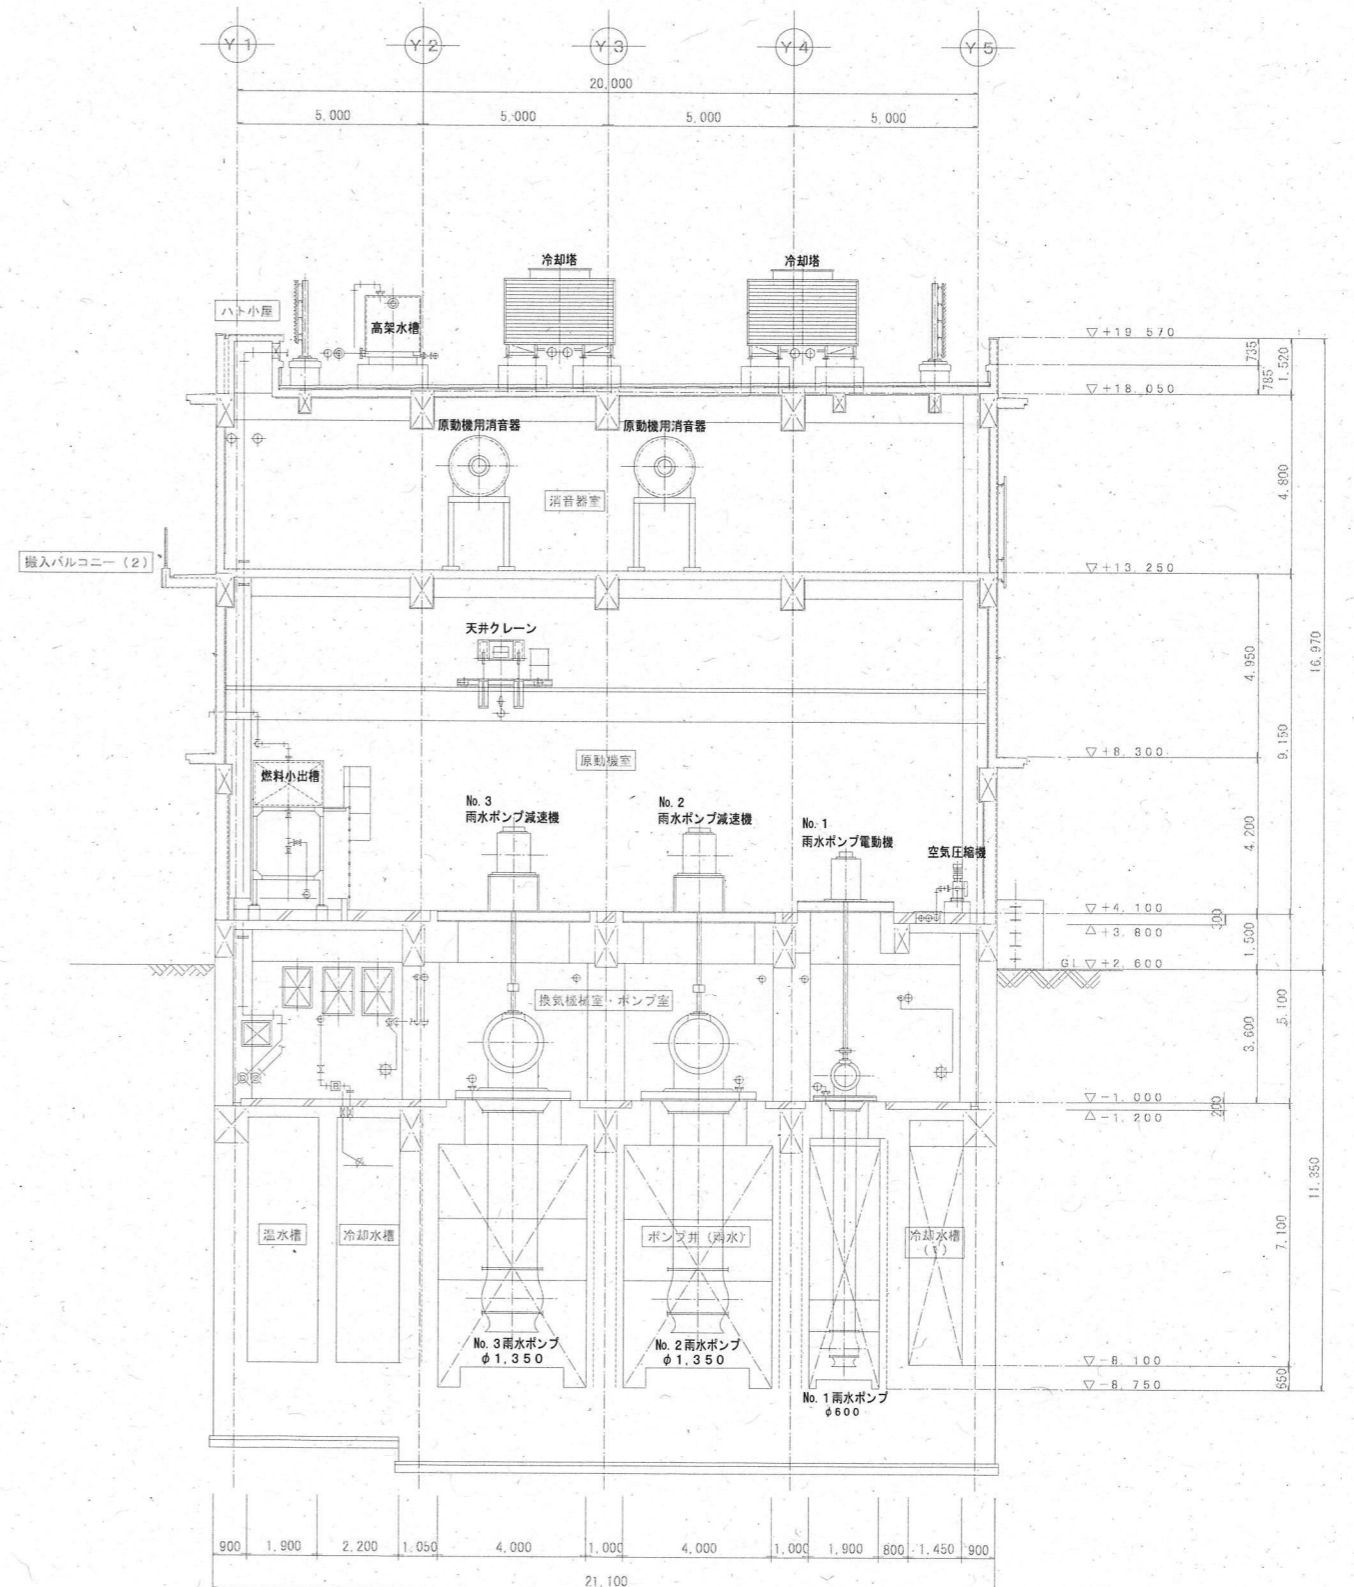 Y1
Y2
Y3
Y4
Y5
20,000
5,000
5,000
5,000
5,000
冷却塔
冷却塔
ハト小屋
高架水槽
▽+19 570
735
1,520
785
▽+18,050
原動機用消音器
原動機用消音器
消音器室
4,800
搬入バルコニー(2)
▽+13,250
天井クレーン
4,950
16,970
9,150
原動機室
▽+8,300
燃料小出槽
No.3
雨水ポンプ減速機
No.2
雨水ポンプ減速機
No.1
雨水ポンプ電動機
空気圧縮機
4,200
▽+4,100
300
△+3,800
1,500
GL ▽+2,600
換気機械室・ポンプ室
5,100
3,600
▽-1,000
200
△-1,200
11,350
温水槽
冷却水槽
ポンプ井(雨水)
冷却水槽
(1)
7,100
No.3雨水ポンプ
φ1,350
No.2雨水ポンプ
φ1,350
▽-8,100
650
▽-8,750
No.1雨水ポンプ
φ600
900
1,900
2,200
1,050
4,000
1,000
4,000
1,000
1,900
800
1,450
900
21,100